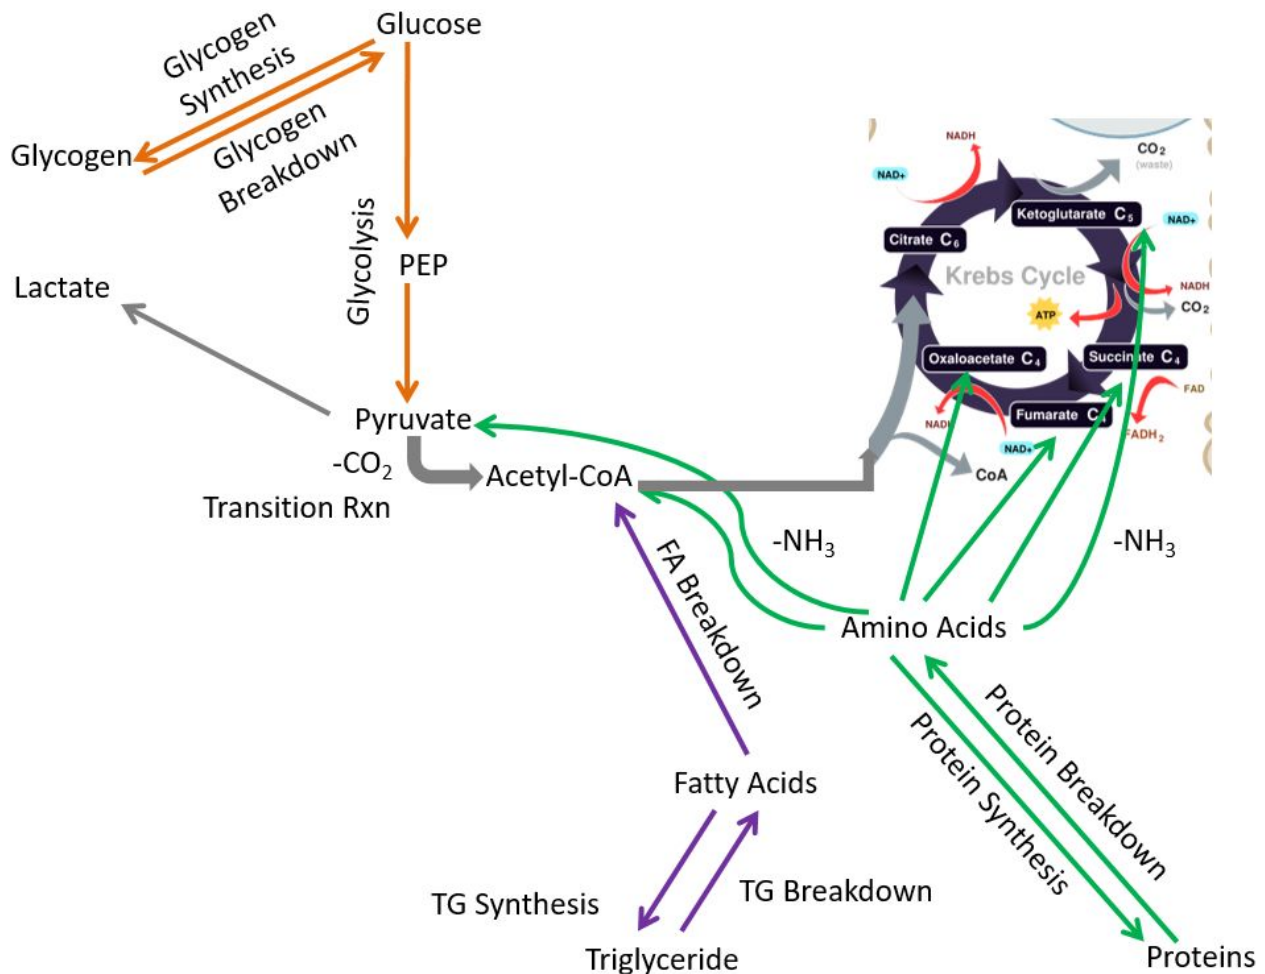 Glucose
Glycogen
Synthesis
Glycogen
Glycogen
Breakdown
Glycolysis
PEP
Lactate
Pyruvate
-CO₂
Transition Rxn
Acetyl-CoA
NADH
NAD+
CO₂
(waste)
Ketoglutarate C₅
NAD+
Citrate C₆
Krebs Cycle
NADH
CO₂
ATP
Oxaloacetate C₄
Succinate C₄
FAD
Fumarate
FADH₂
NAD+
CoA
-NH₃
-NH₃
Amino Acids
FA Breakdown
Fatty Acids
Protein Breakdown
Protein Synthesis
TG Synthesis
TG Breakdown
Triglyceride
Proteins